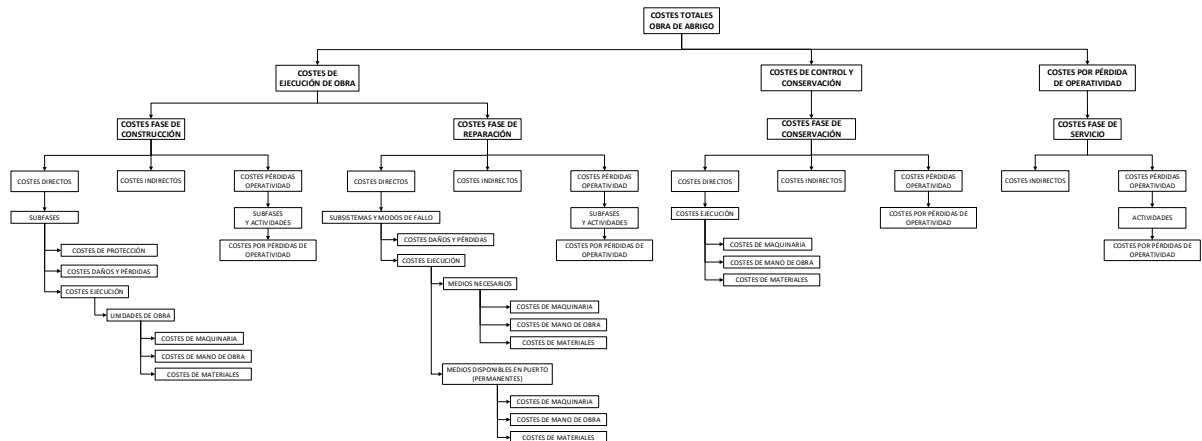 COSTES TOTALES
OBRA DE ABRIGO
COSTES DE
EJECUCIÓN DE OBRA
COSTES DE CONTROL Y
CONSERVACIÓN
COSTES POR PÉRDIDA
DE OPERATIVIDAD
COSTES FASE DE
CONSTRUCCIÓN
COSTES FASE DE
REPARACIÓN
COSTES FASE DE
CONSERVACIÓN
COSTES FASE DE
SERVICIO
COSTES DIRECTOS
COSTES INDIRECTOS
COSTES PÉRDIDAS
OPERATIVIDAD
COSTES DIRECTOS
COSTES INDIRECTOS
COSTES PÉRDIDAS
OPERATIVIDAD
COSTES DIRECTOS
COSTES INDIRECTOS
COSTES PÉRDIDAS
OPERATIVIDAD
COSTES INDIRECTOS
COSTES PÉRDIDAS
OPERATIVIDAD
SUBFASES
SUBFASES
Y ACTIVIDADES
SUBSISTEMAS Y MODOS DE FALLO
SUBFASES
Y ACTIVIDADES
COSTES EJECUCIÓN
COSTES POR PÉRDIDAS DE
OPERATIVIDAD
ACTIVIDADES
COSTES DE PROTECCIÓN
COSTES POR PÉRDIDAS DE
OPERATIVIDAD
COSTES DAÑOS Y PÉRDIDAS
COSTES POR PÉRDIDAS DE
OPERATIVIDAD
COSTES DE MAQUINARIA
COSTES POR PÉRDIDAS DE
OPERATIVIDAD
COSTES DAÑOS Y PÉRDIDAS
COSTES EJECUCIÓN
COSTES DE MANO DE OBRA
COSTES EJECUCIÓN
MEDIOS NECESARIOS
COSTES DE MATERIALES
UNIDADES DE OBRA
COSTES DE MAQUINARIA
COSTES DE MAQUINARIA
COSTES DE MANO DE OBRA
COSTES DE MANO DE OBRA
COSTES DE MATERIALES
COSTES DE MATERIALES
MEDIOS DISPONIBLES EN PUERTO
(PERMANENTES)
COSTES DE MAQUINARIA
COSTES DE MANO DE OBRA
COSTES DE MATERIALES